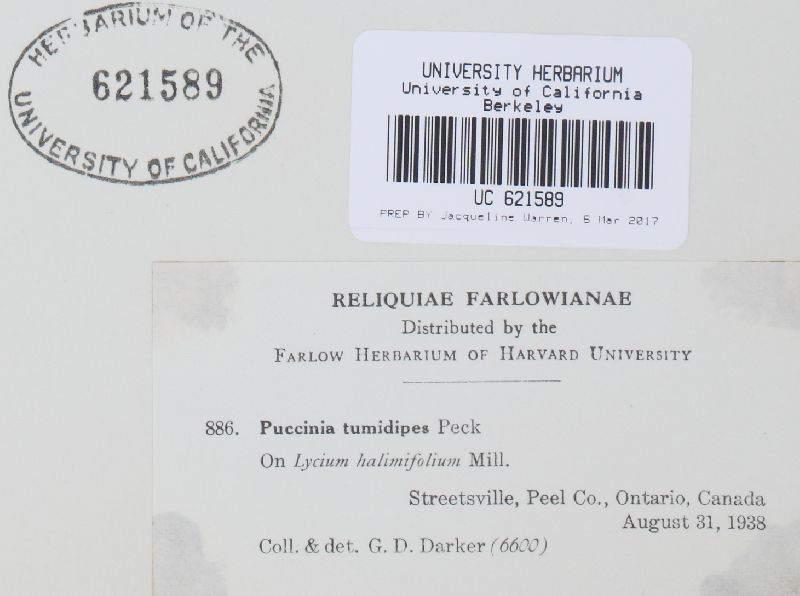 HERBARIUM OF THE
621589
UNIVERSITY OF CALIFORNIA
UNIVERSITY HERBARIUM
University of California
Berkeley
UC 621589
PREP BY Jacqueline Warren, 6 Mar 2017
RELIQUIAE FARLOWIANAE
Distributed by the
FARLOW HERBARIUM OF HARVARD UNIVERSITY
886. Puccinia tumidipes Peck
On Lycium halimifolium Mill.
Streetsville, Peel Co., Ontario, Canada
August 31, 1938
Coll. & det. G. D. Darker (6600)